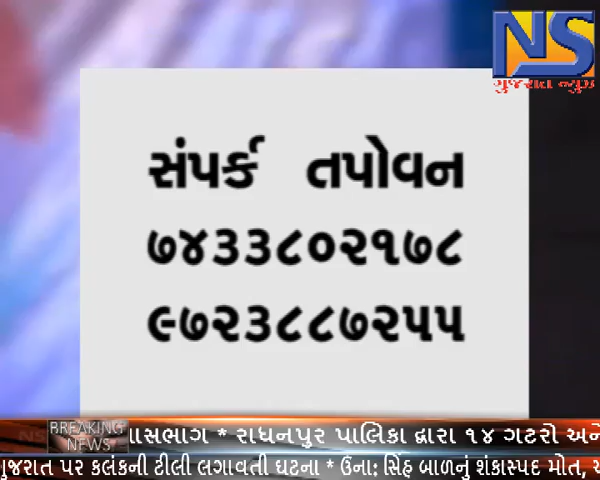 NS
ગુજરાત ન્યુઝ
સંપર્ક તપોવન
૭૪૩૩૮૦૨૧૭૮
૯૭૨૩૮૮૭૨૫૫
BREAKING NEWS
ાસભાગ * રાધનપુર પાલિકા દ્વારા ૧૪ ગટરો અને
ગુજરાત પર કલંકની ટીલી લગાવતી ઘટના * ઉના: સિંહ બાળનું શંકાસ્પદ મોત,